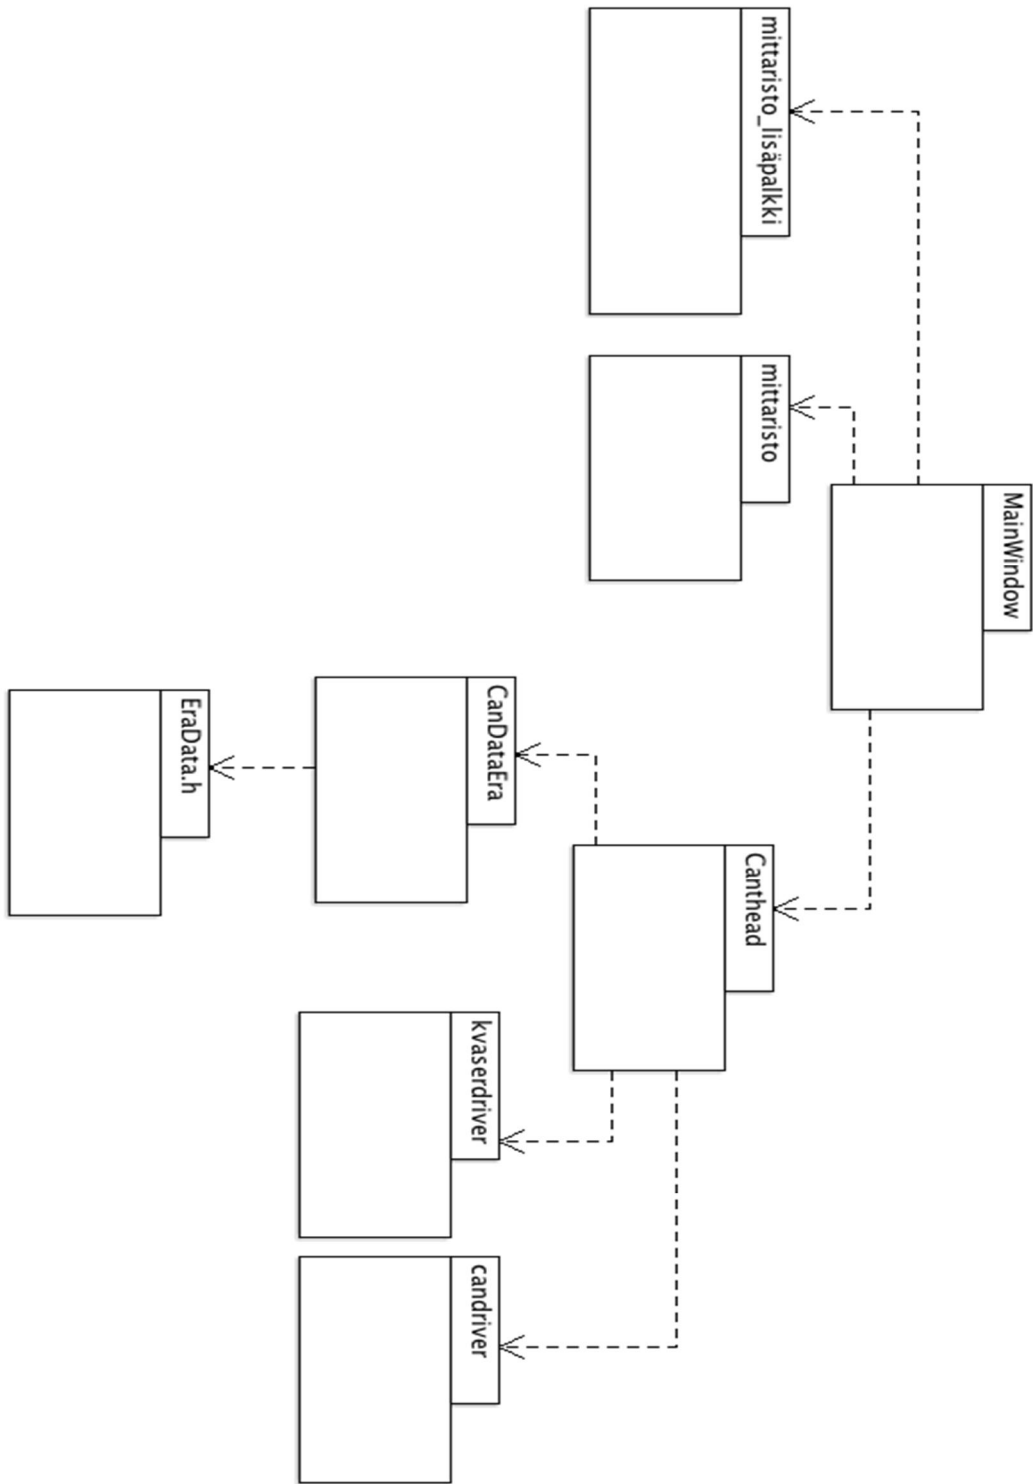 MainWindow
mittaristo_lisäpalkki
mittaristo
Canthead
CanDataEra
kvaserdriver
candriver
EraData.h